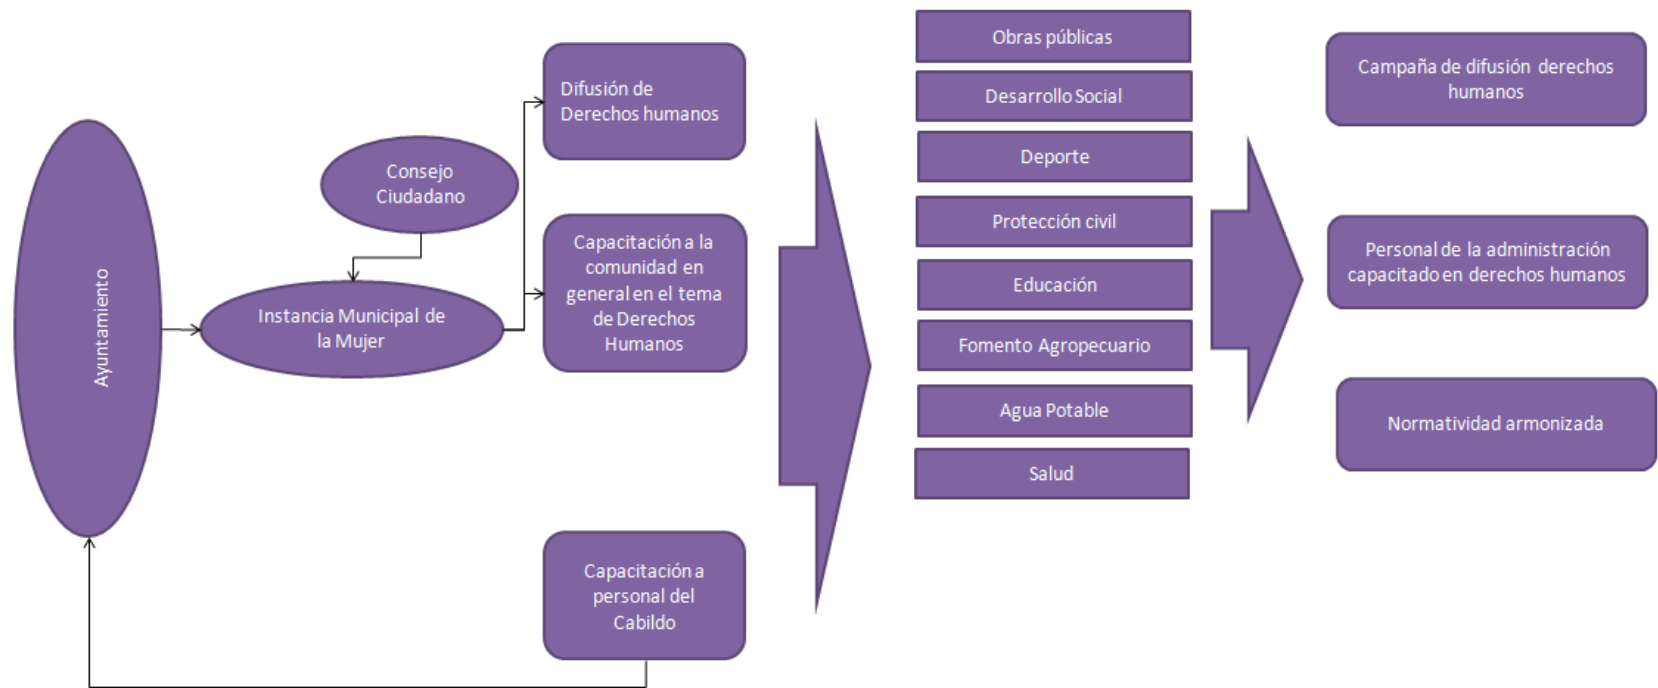 Ayuntamiento
Consejo
Ciudadano
Instancia Municipal de
la Mujer
Difusión de
Derechos humanos
Capacitación a la
comunidad en
general en el tema
de Derechos
Humanos
Capacitación a
personal del
Cabildo
Obras públicas
Desarrollo Social
Deporte
Protección civil
Educación
Fomento Agropecuario
Agua Potable
Salud
Campaña de difusión derechos
humanos
Personal de la administración
capacitado en derechos humanos
Normatividad armonizada